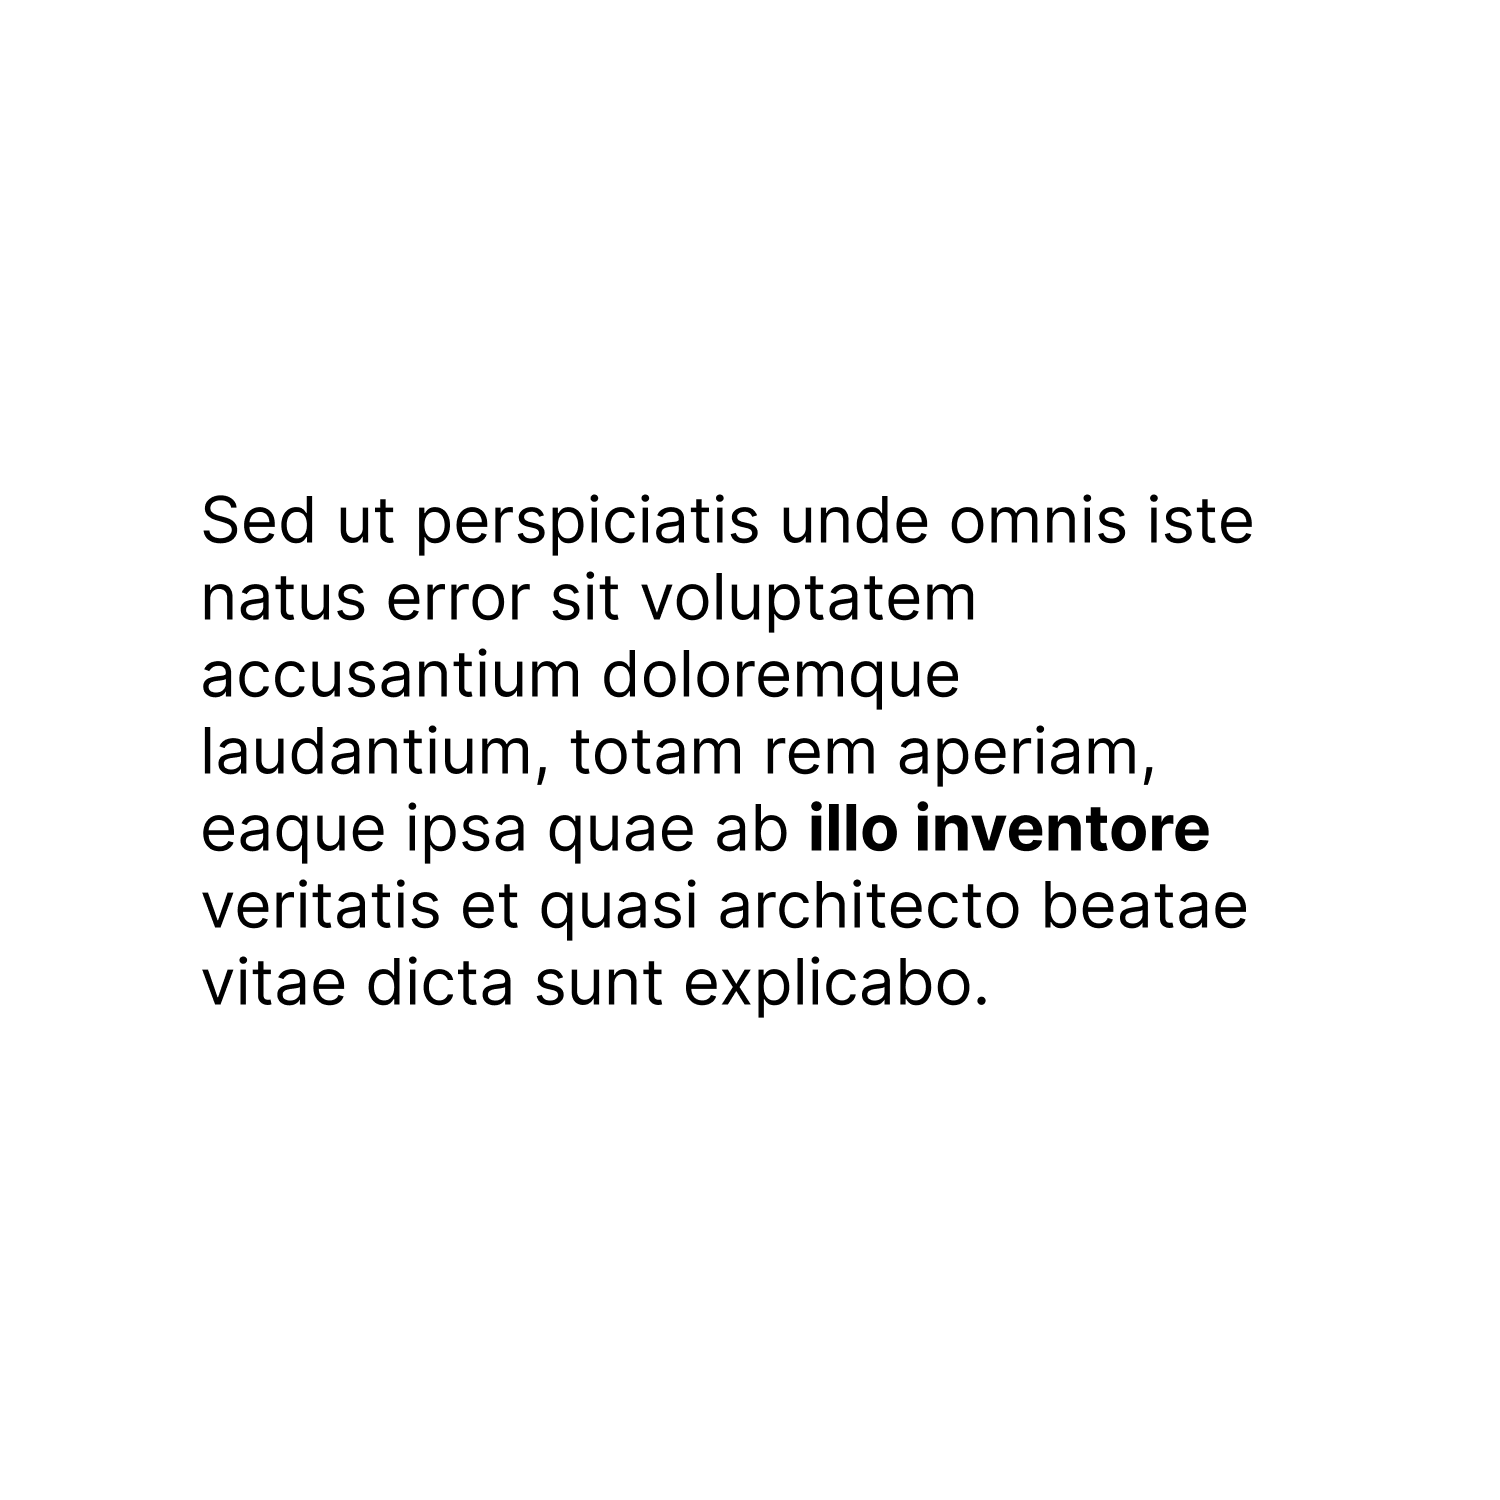 Sed ut perspiciatis unde omnis iste
natus error sit voluptatem
accusantium doloremque
laudantium, totam rem aperiam,
eaque ipsa quae ab illo inventore
veritatis et quasi architecto beatae
vitae dicta sunt explicabo.